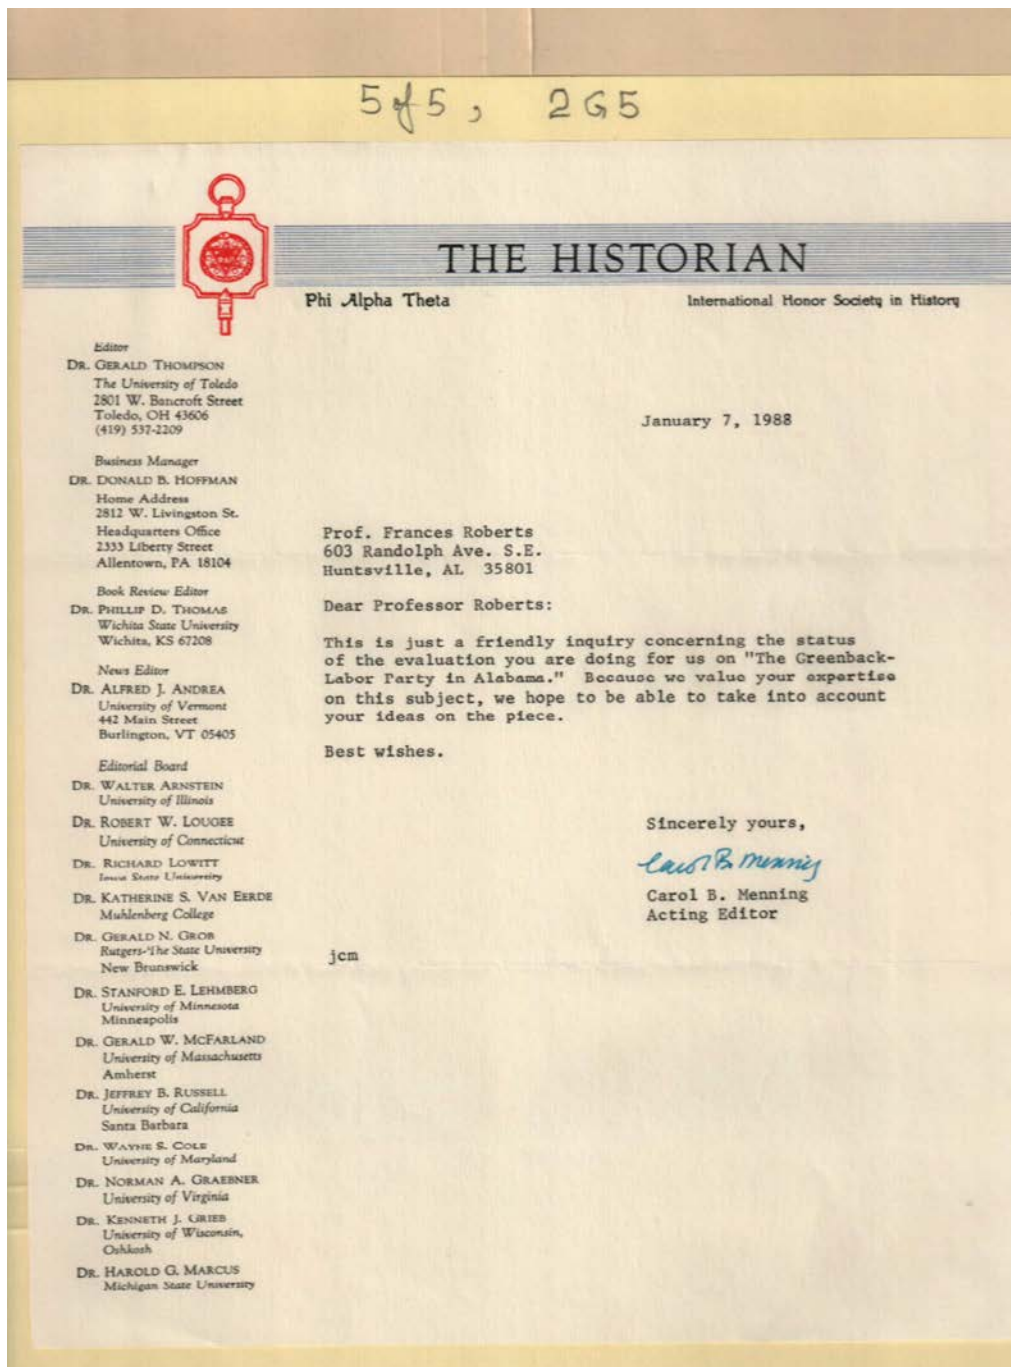 5 of 5, 2G5
THE HISTORIAN
Phi Alpha Theta
International Honor Society in History
Editor
DR. GERALD THOMPSON
The University of Toledo
2801 W. Bancroft Street
Toledo, OH 43606
(419) 537-2209
Business Manager
DR. DONALD B. HOFFMAN
Home Address
2812 W. Livingston St.
Headquarters Office
2333 Liberty Street
Allentown, PA 18104
Book Review Editor
DR. PHILLIP D. THOMAS
Wichita State University
Wichita, KS 67208
News Editor
DR. ALFRED J. ANDREA
University of Vermont
442 Main Street
Burlington, VT 05405
Editorial Board
DR. WALTER ARNSTEIN
University of Illinois
DR. ROBERT W. LOUGEE
University of Connecticut
DR. RICHARD LOWITT
Iowa State University
DR. KATHERINE S. VAN EERDE
Muhlenberg College
DR. GERALD N. GROB
Rutgers-The State University
New Brunswick
DR. STANFORD E. LEHMBERG
University of Minnesota
Minneapolis
DR. GERALD W. MCFARLAND
University of Massachusetts
Amherst
DR. JEFFREY B. RUSSELL
University of California
Santa Barbara
DR. WAYNE S. COLE
University of Maryland
DR. NORMAN A. GRAEBNER
University of Virginia
DR. KENNETH J. GRIEB
University of Wisconsin,
Oshkosh
DR. HAROLD G. MARCUS
Michigan State University
January 7, 1988
Prof. Frances Roberts
603 Randolph Ave. S.E.
Huntsville, AL 35801
Dear Professor Roberts:
This is just a friendly inquiry concerning the status
of the evaluation you are doing for us on "The Greenback-
Labor Party in Alabama." Because we value your expertise
on this subject, we hope to be able to take into account
your ideas on the piece.
Best wishes.
Sincerely yours,
Carol B. Menning
Carol B. Menning
Acting Editor
jcm